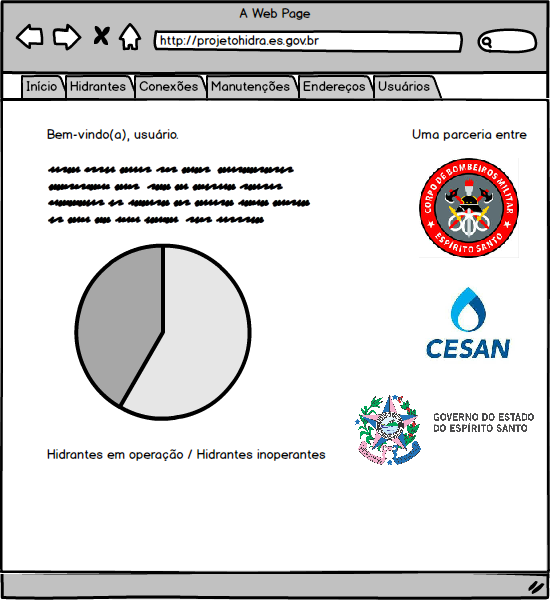 A Web Page
http://projetohidra.es.gov.br
Início
Hidrantes
Conexões
Manutenções
Endereços
Usuários
Bem-vindo(a), usuário.
Uma parceria entre
CORPO DE BOMBEIROS MILITAR
ESPÍRITO SANTO
CESAN
GOVERNO DO ESTADO
DO ESPÍRITO SANTO
Hidrantes em operação / Hidrantes inoperantes